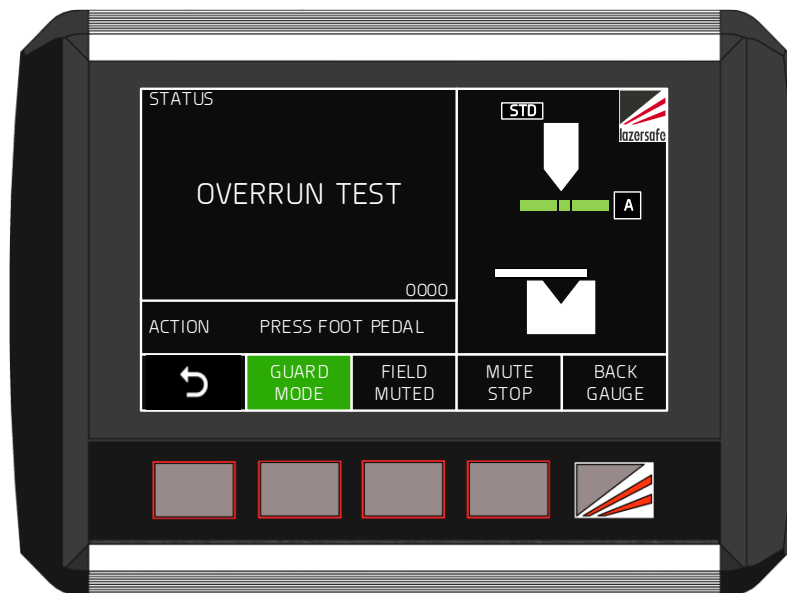 STATUS
OVERRUN TEST
0000
ACTION PRESS FOOT PEDAL
STD
lazersafe
A
GUARD MODE
FIELD MUTED
MUTE STOP
BACK GAUGE